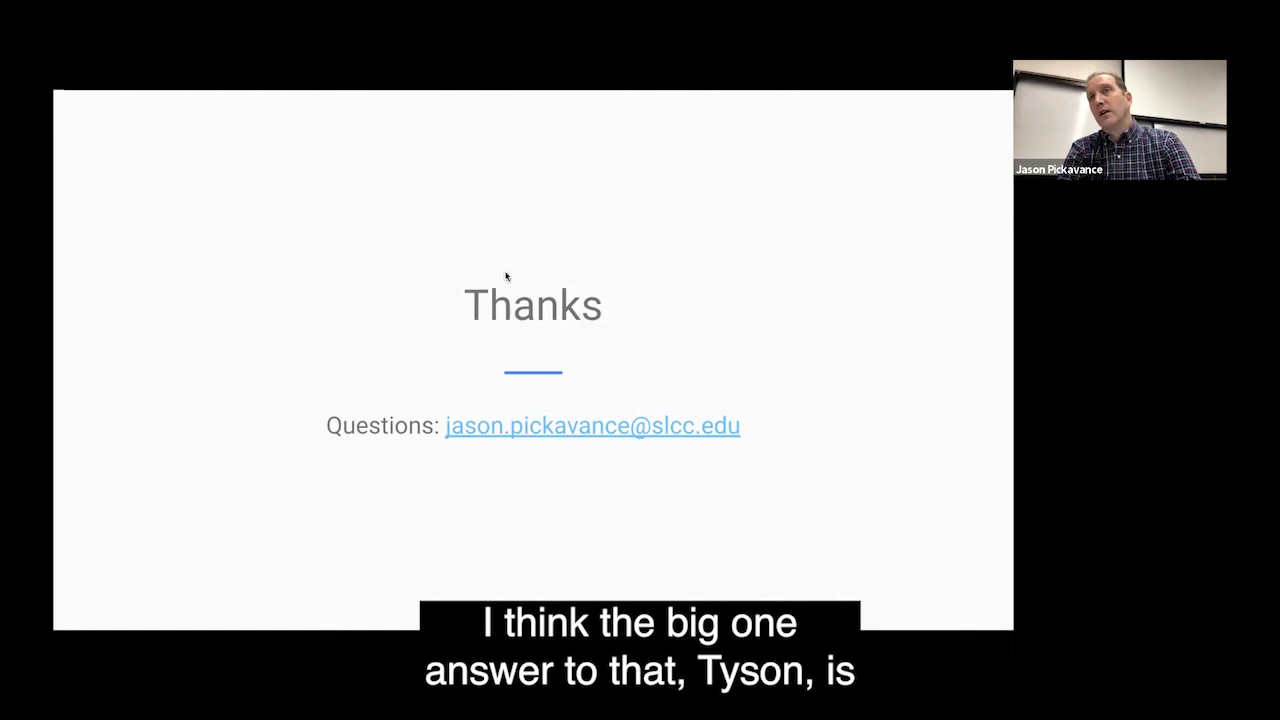 Jason Pickavance
Thanks
Questions: jason.pickavance@slcc.edu
I think the big one
answer to that, Tyson, is